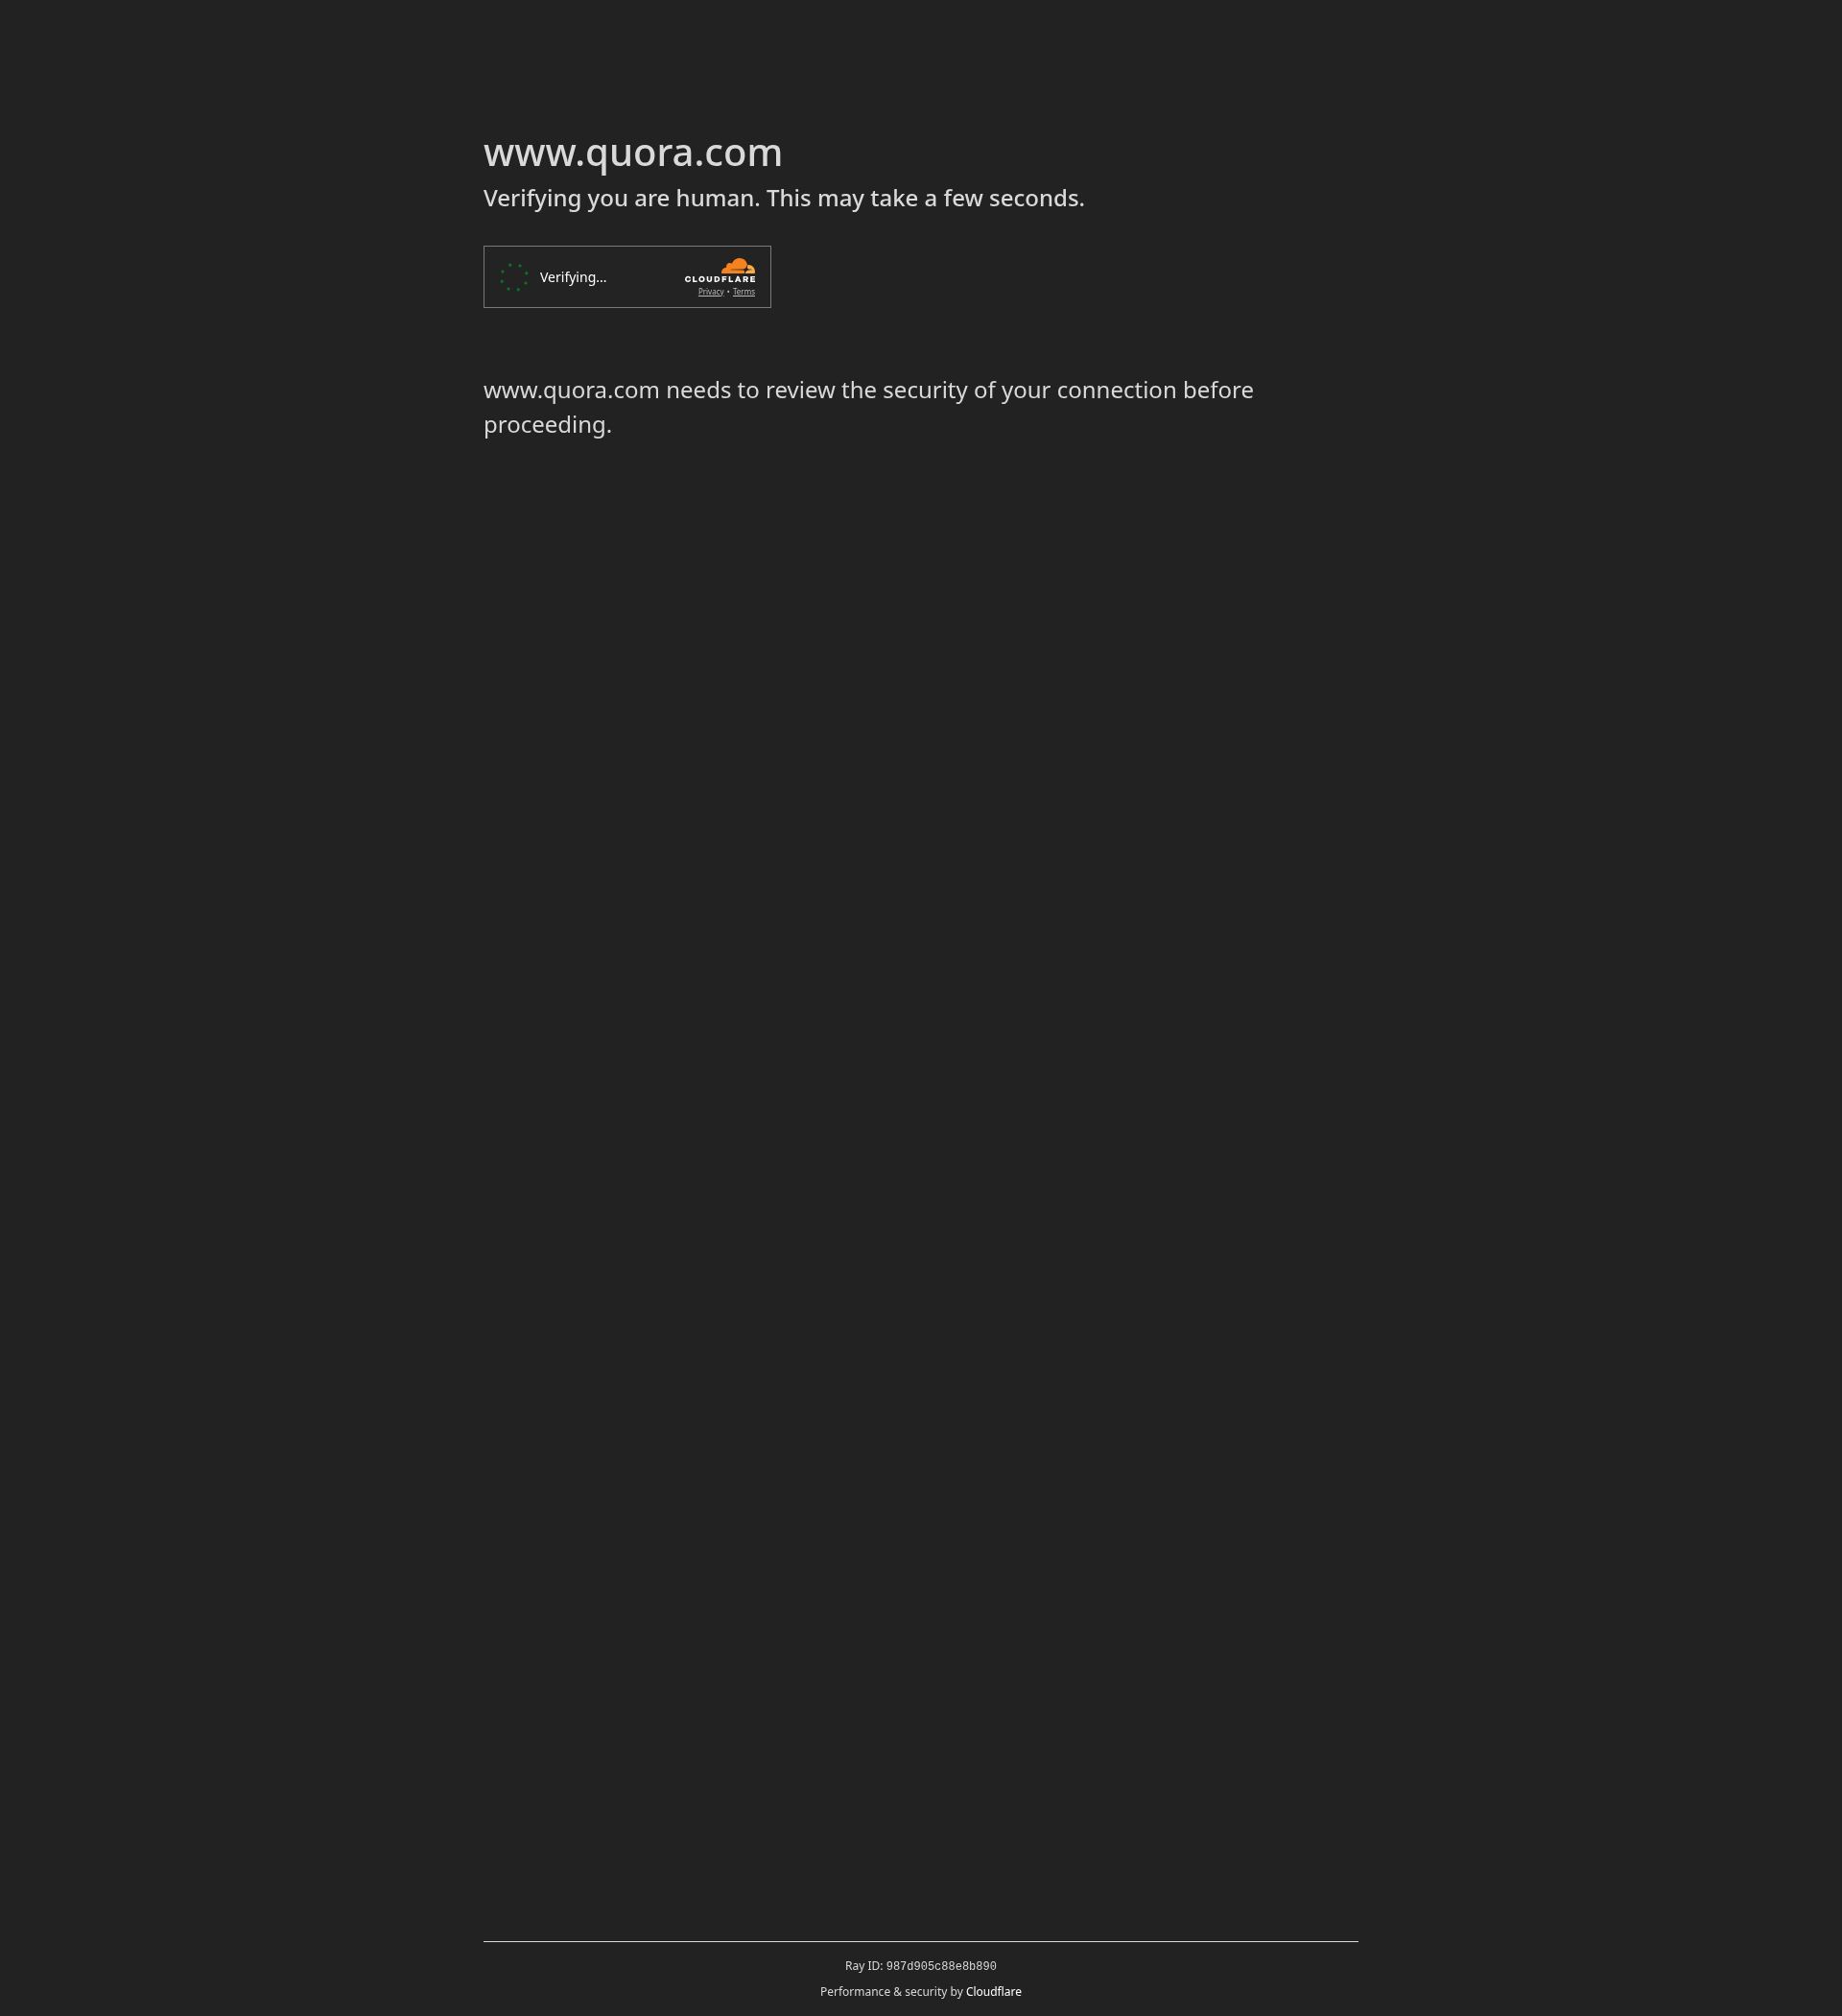 www.quora.com
Verifying you are human. This may take a few seconds.
Verifying...
CLOUDFLARE
Privacy • Terms
www.quora.com needs to review the security of your connection before
proceeding.
Ray ID: 987d905c88e8b890
Performance & security by Cloudflare